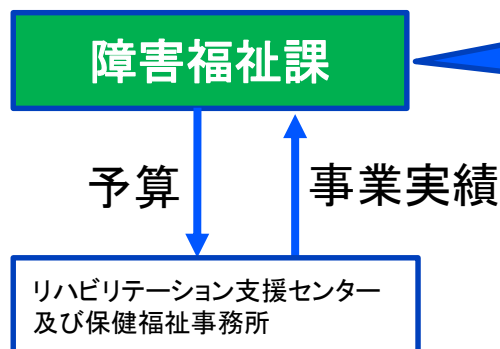 障害福祉課
予算
事業実績
リハビリテーション支援センター
及び保健福祉事務所